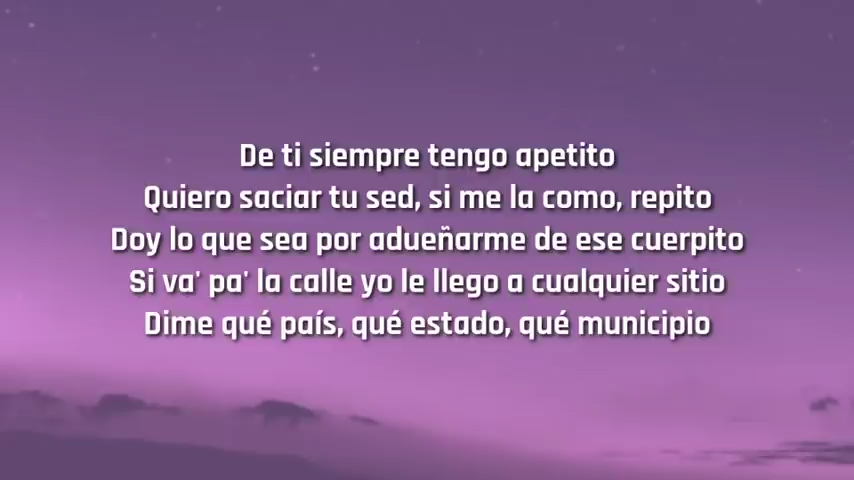 De ti siempre tengo apetito
Quiero saciar tu sed, si me la como, repito
Doy lo que sea por adueñarme de ese cuerpito
Si va' pa' la calle yo le llego a cualquier sitio
Dime qué país, qué estado, qué municipio